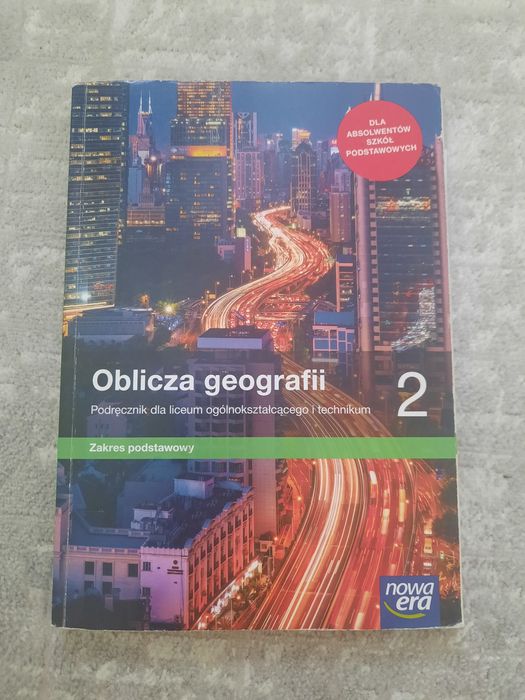 DLA
ABSOLWENTÓW
SZKÓŁ
PODSTAWOWYCH
Oblicza geografii 2
Podręcznik dla liceum ogólnokształcącego i technikum
Zakres podstawowy
nowa
era